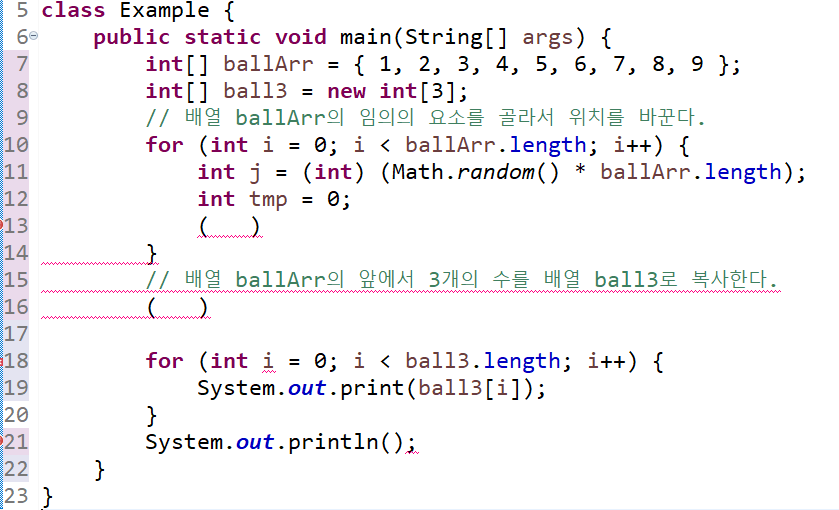 5 class Example {
6 public static void main(String[] args) {
7 int[] ballArr = { 1, 2, 3, 4, 5, 6, 7, 8, 9 };
8 int[] ball3 = new int[3];
9 // 배열 ballArr의 임의의 요소를 골라서 위치를 바꾼다.
10 for (int i = 0; i < ballArr.length; i++) {
11 int j = (int) (Math.random() * ballArr.length);
12 int tmp = 0;
13 (   )
14 }
15 // 배열 ballArr의 앞에서 3개의 수를 배열 ball3로 복사한다.
16 (   )
17
18 for (int i = 0; i < ball3.length; i++) {
19 System.out.print(ball3[i]);
20 }
21 System.out.println();
22 }
23 }